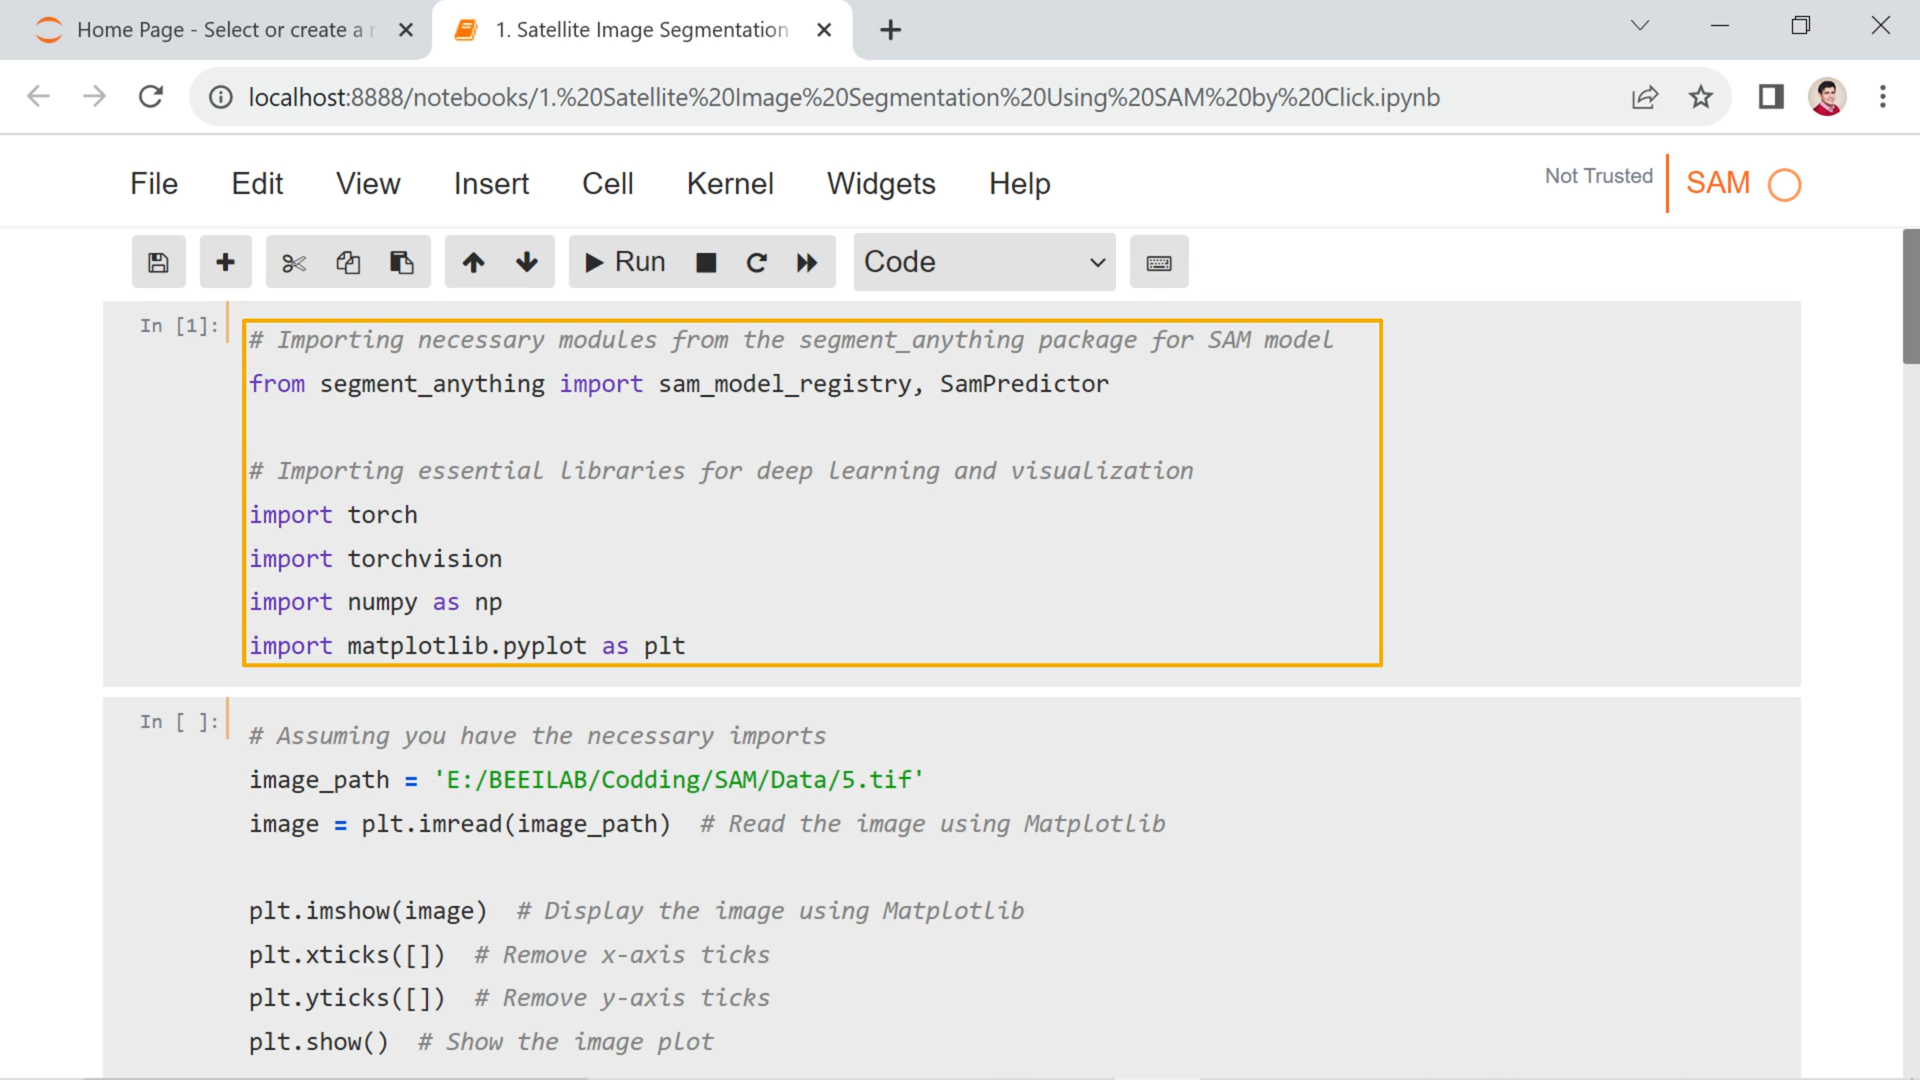 Home Page - Select or create a
1. Satellite Image Segmentation
localhost:8888/notebooks/1.%20Satellite%20Image%20Segmentation%20Using%20SAM%20by%20Click.ipynb
File Edit View Insert Cell Kernel Widgets Help
Not Trusted
SAM
Run
Code
In [1]:
# Importing necessary modules from the segment_anything package for SAM model
from segment_anything import sam_model_registry, SamPredictor
# Importing essential libraries for deep learning and visualization
import torch
import torchvision
import numpy as np
import matplotlib.pyplot as plt
In [ ]:
# Assuming you have the necessary imports
image_path = 'E:/BEEILAB/Codding/SAM/Data/5.tif'
image = plt.imread(image_path)  # Read the image using Matplotlib
plt.imshow(image)  # Display the image using Matplotlib
plt.xticks([])  # Remove x-axis ticks
plt.yticks([])  # Remove y-axis ticks
plt.show()  # Show the image plot